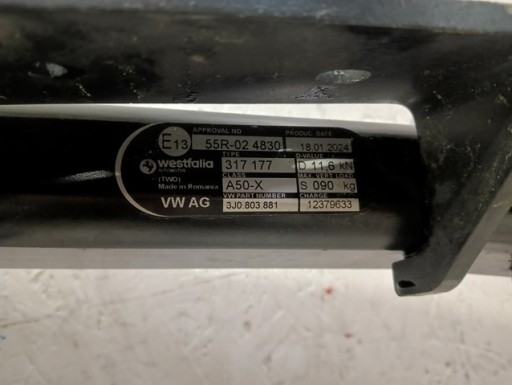 APPROVAL NO PRODUC. DATE
E13 55R-02 4830 18.01.2024
TYPE D-VALUE
westfalia 317 177 D 11,6 kN
AUTOMOTIVE CLASS MAX. VERT LOAD
(TWO)
Made in Romania A50-X S 090 kg
VW PART NUMBER CHARGE
VW AG 3J0.803.881 12379633